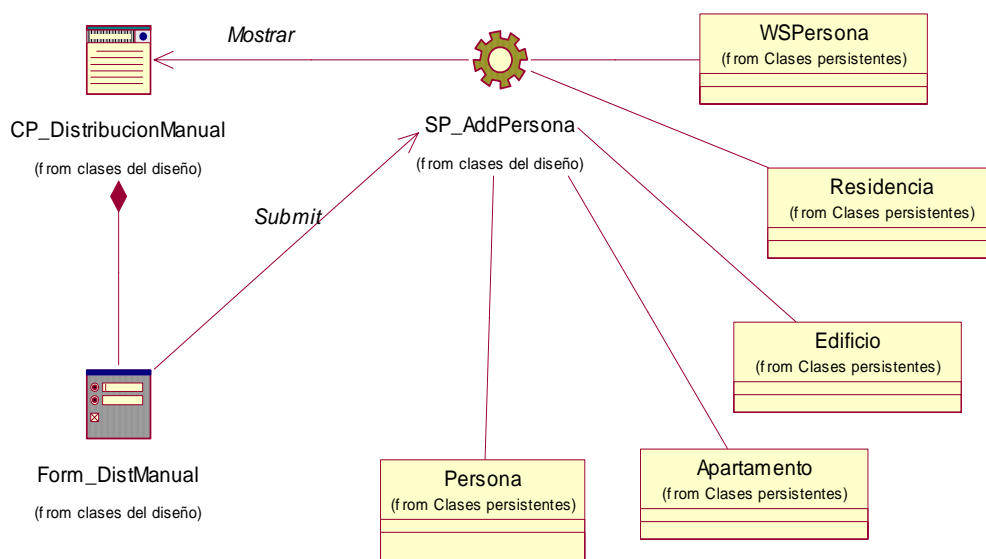 Mostrar
WSPersona
(from Clases persistentes)
CP_DistribucionManual
(from clases del diseño)
SP_AddPersona
(from clases del diseño)
Residencia
(from Clases persistentes)
Submit
Edificio
(from Clases persistentes)
Form_DistManual
(from clases del diseño)
Persona
(from Clases persistentes)
Apartamento
(from Clases persistentes)